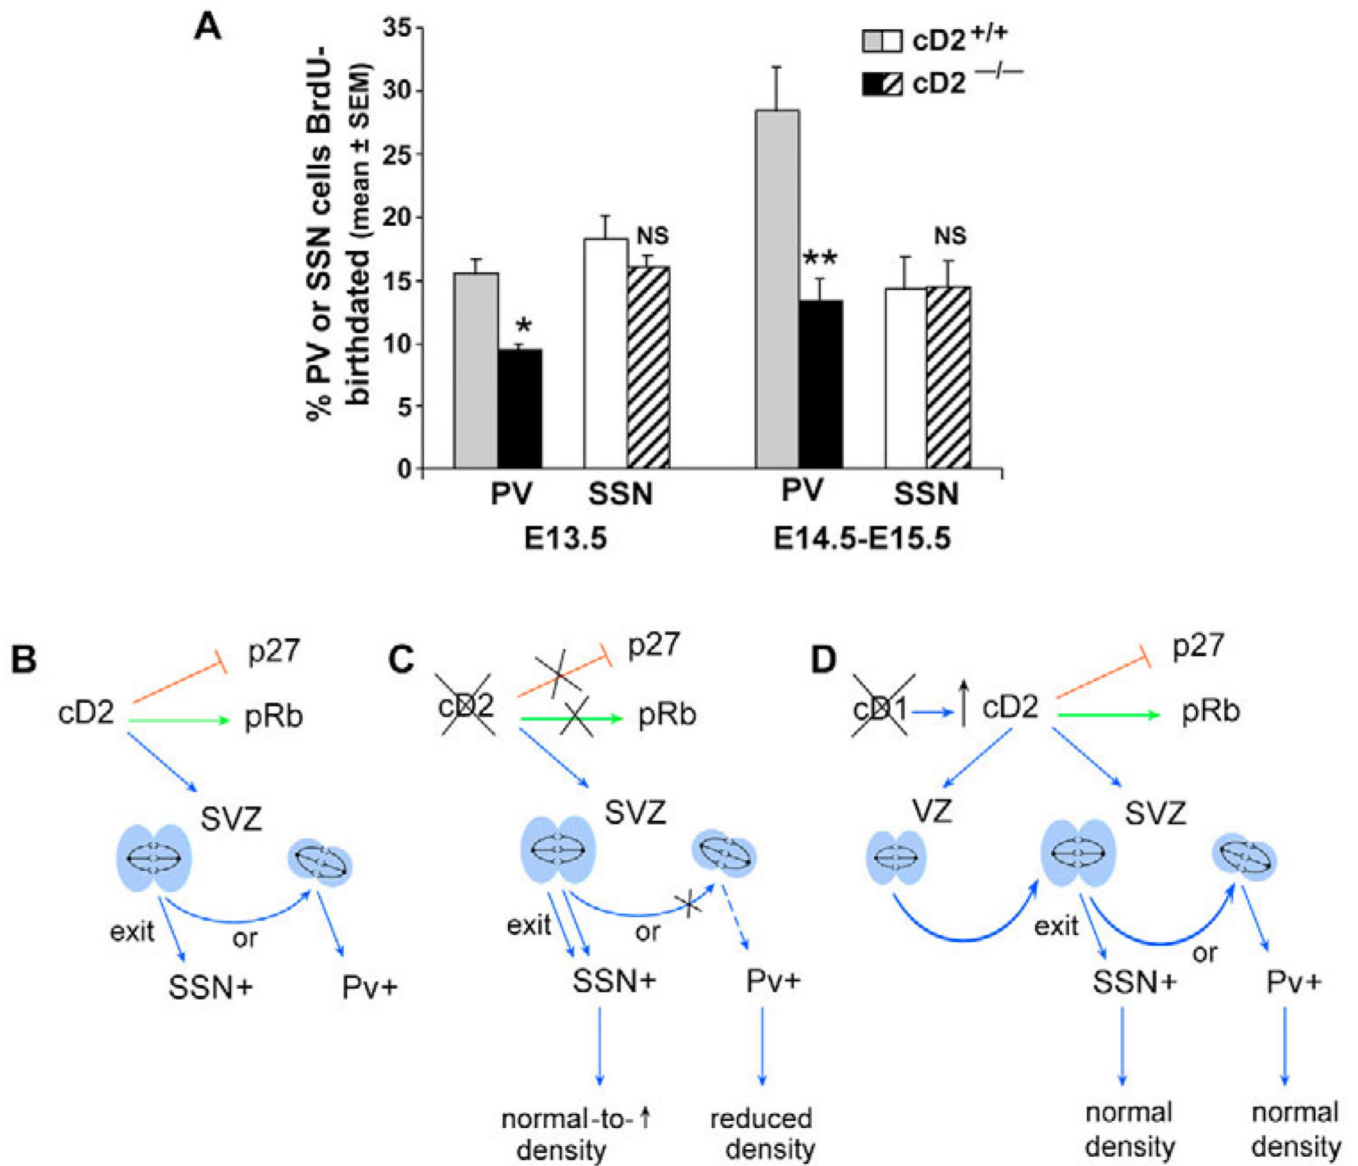 A
% PV or SSN cells BrdU-
birthdated (mean ± SEM)
35
30
25
20
15
10
5
0
cD2 +/+
cD2 —/—
*
NS
**
NS
PV SSN PV SSN
E13.5 E14.5-E15.5
B
cD2
p27
pRb
SVZ
exit
or
SSN+
Pv+
C
cD2
p27
pRb
SVZ
exit
or
SSN+
Pv+
normal-to-↑
density
reduced
density
D
cD1 → ↑ cD2
p27
pRb
VZ
SVZ
exit
or
SSN+
Pv+
normal
density
normal
density